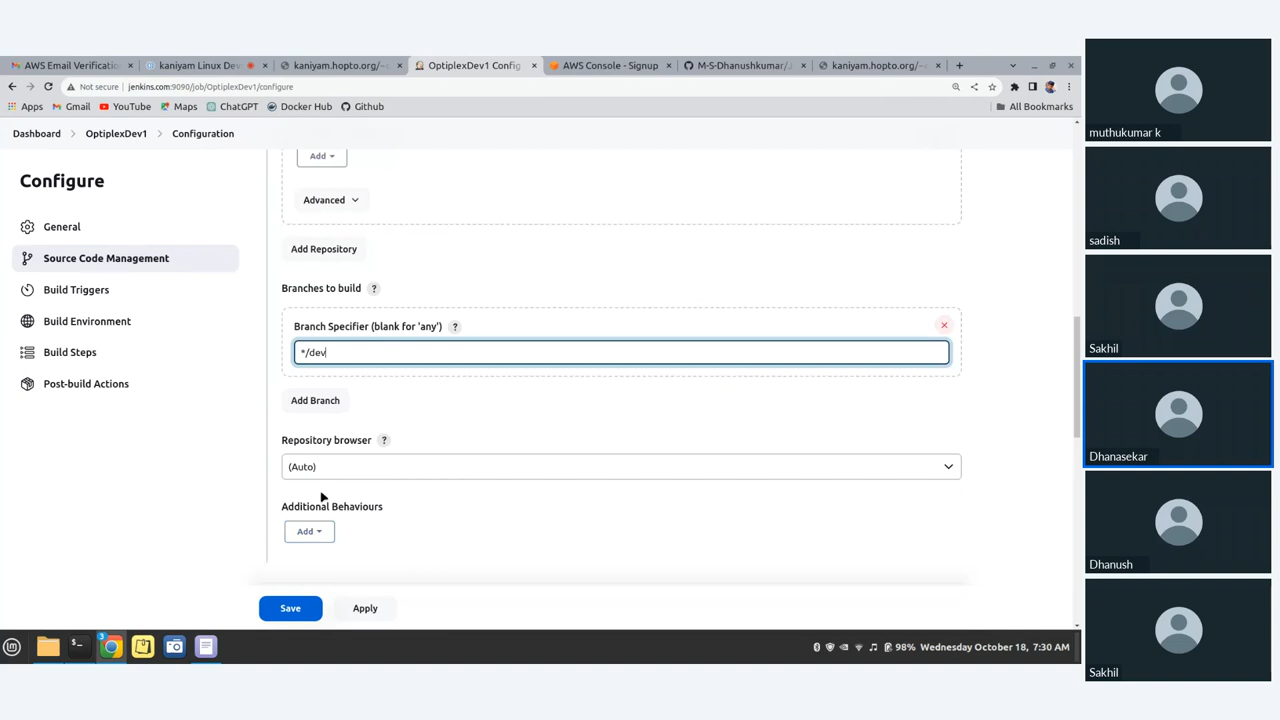 AWS Email Verificatio
kaniyam Linux Dev
kaniyam.hopto.org/~
OptiplexDev1 Config
AWS Console - Signup
M-S-Dhanushkumar/J
kaniyam.hopto.org/~
Not secure | jenkins.com:9090/job/OptiplexDev1/configure
Apps
Gmail
YouTube
Maps
ChatGPT
Docker Hub
Github
All Bookmarks
Dashboard > OptiplexDev1 > Configuration
Configure
General
Source Code Management
Build Triggers
Build Environment
Build Steps
Post-build Actions
Add
Advanced
Add Repository
Branches to build ?
Branch Specifier (blank for 'any') ?
*/dev
Add Branch
Repository browser ?
(Auto)
Additional Behaviours
Add
Save
Apply
3
98% Wednesday October 18, 7:30 AM
muthukumar k
sadish
Sakhil
Dhanasekar
Dhanush
Sakhil